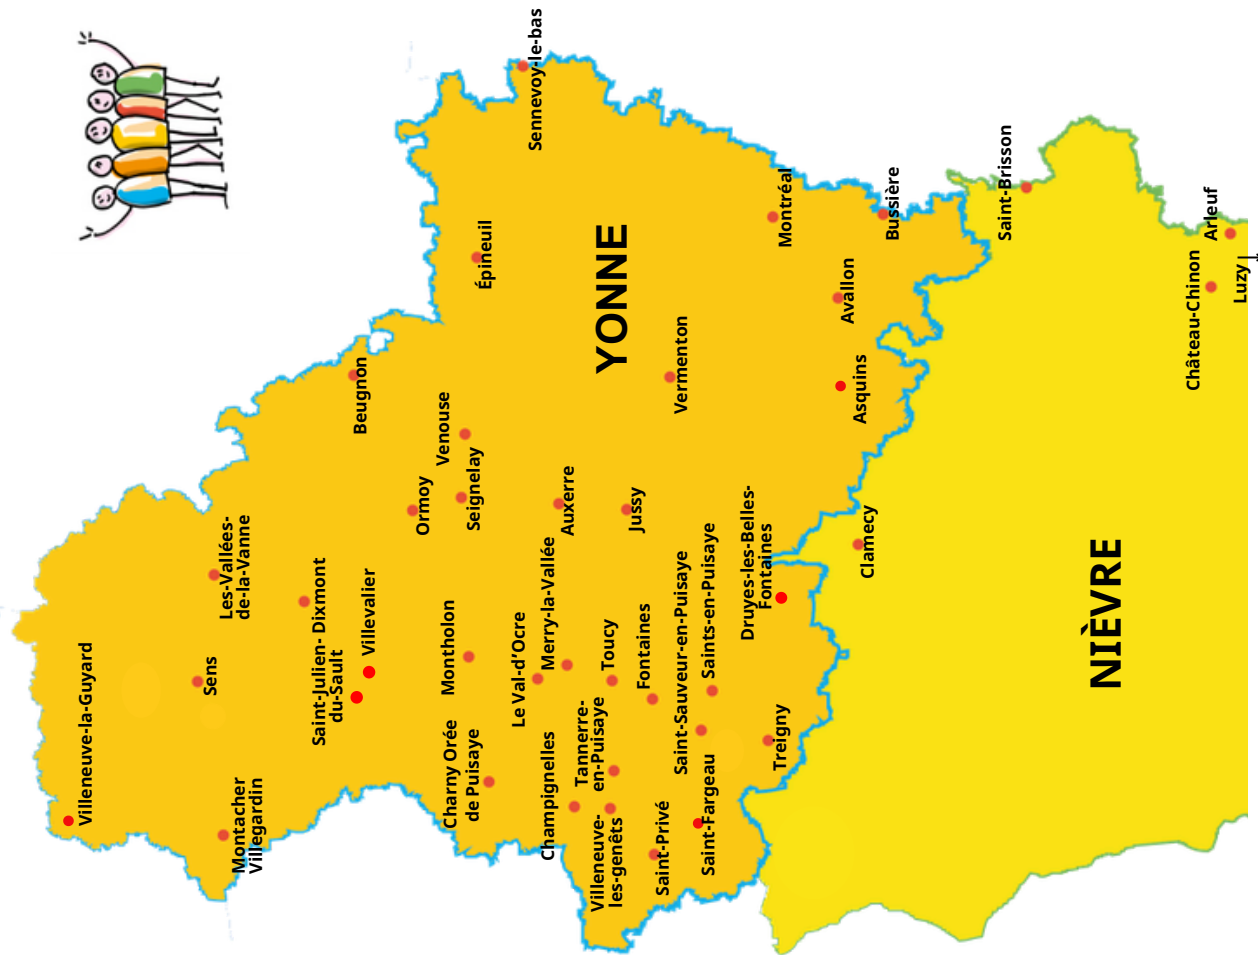 Villeneuve-la-Guyard
Montacher
Villegardin
Sens
Les-Vallées-
de-la-Vanne
Dixmont
Saint-Julien-
du-Sault
Villevalier
Beugnon
Ormoy
Venouse
Seignelay
Montholon
Charny Orée
de Puisaye
Épineuil
Sennevoy-le-bas
Le Val-d’Ocre
Merry-la-Vallée
Auxerre
Champignelles
Tannerre-
en-Puisaye
Villeneuve-
les-genêts
Toucy
YONNE
Jussy
Fontaines
Saint-Privé
Vermenton
Saint-Sauveur-en-Puisaye
Saints-en-Puisaye
Saint-Fargeau
Druyes-les-Belles-
Fontaines
Treigny
Montréal
Avallon
Asquins
Bussière
Clamecy
Saint-Brisson
NIÈVRE
Château-Chinon
Arleuf
Luzy